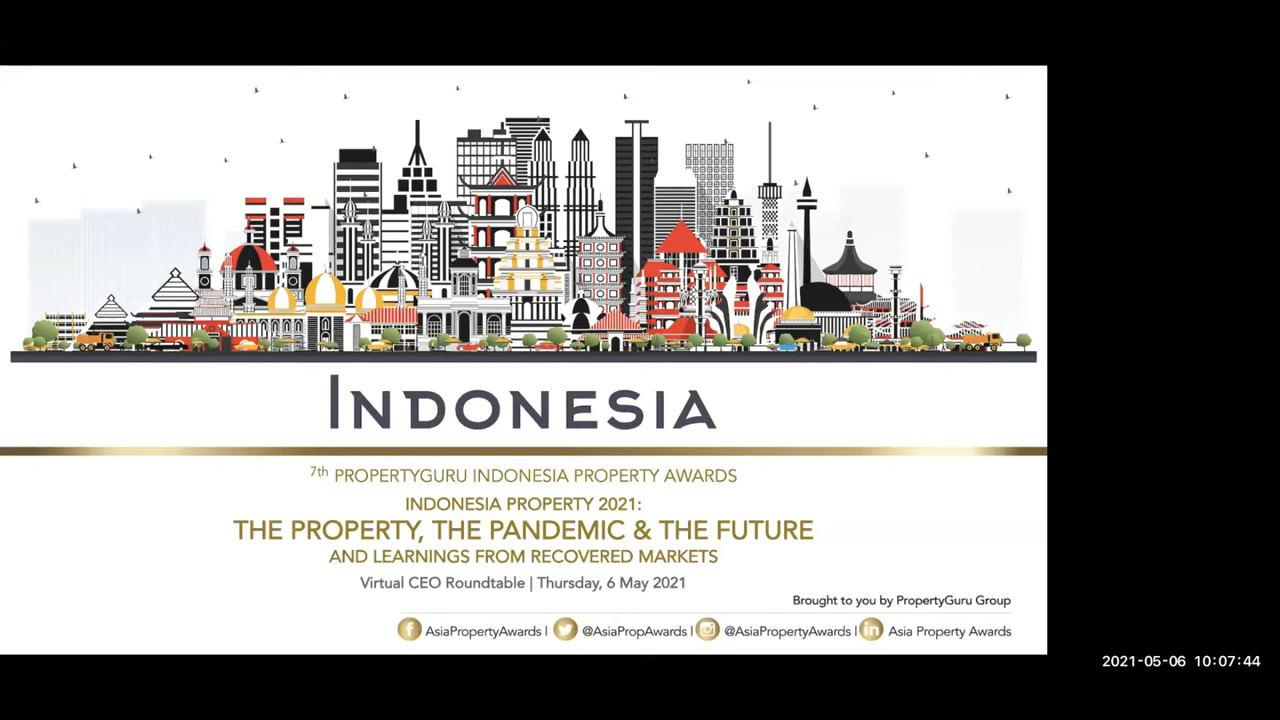 INDONESIA
7th PROPERTYGURU INDONESIA PROPERTY AWARDS
INDONESIA PROPERTY 2021:
THE PROPERTY, THE PANDEMIC & THE FUTURE
AND LEARNINGS FROM RECOVERED MARKETS
Virtual CEO Roundtable | Thursday, 6 May 2021
Brought to you by PropertyGuru Group
AsiaPropertyAwards | @AsiaPropAwards | @AsiaPropertyAwards | in Asia Property Awards
2021-05-06 10:07:44